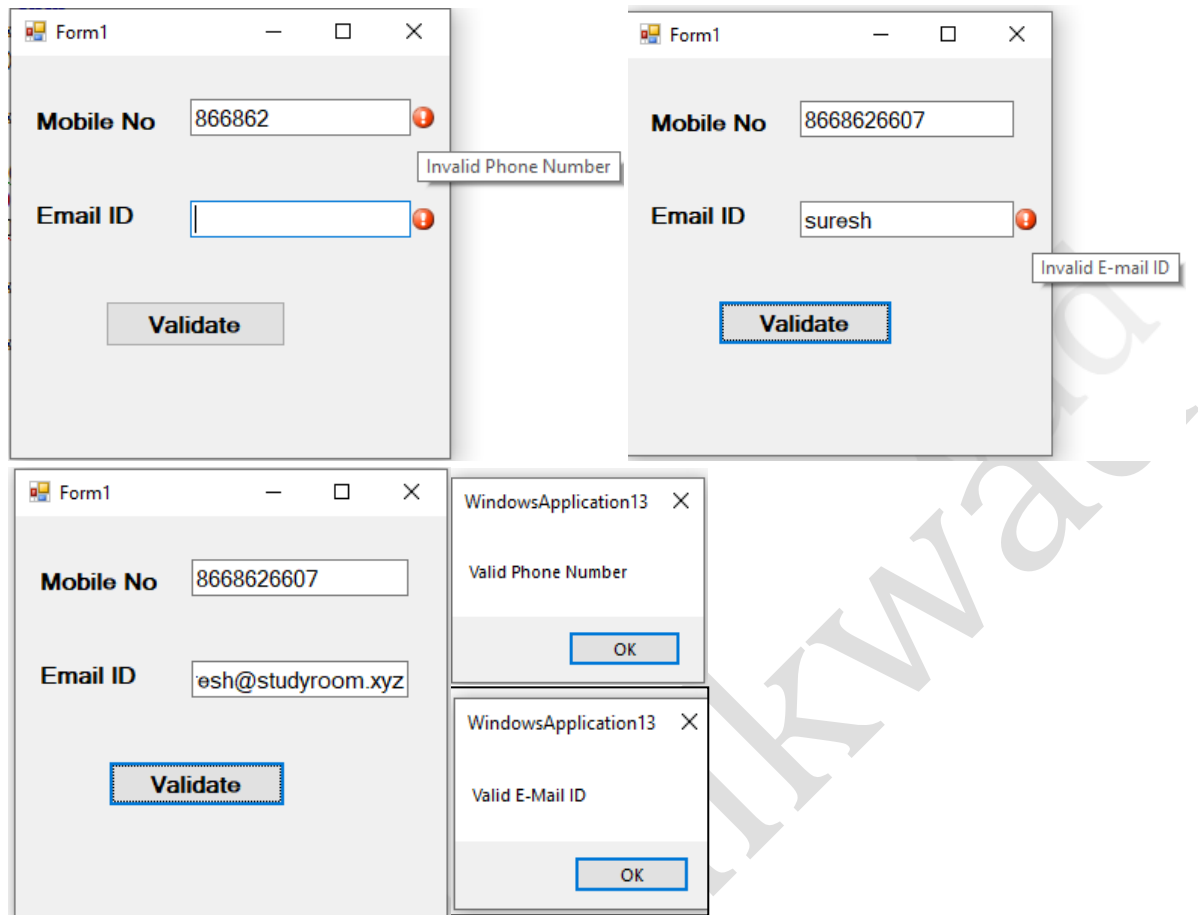 Form1
Mobile No 866862
Invalid Phone Number
Email ID
Validate
Form1
Mobile No 8668626607
Email ID suresh
Invalid E-mail ID
Validate
Form1
Mobile No 8668626607
Email ID esh@studyroom.xyz
Validate
WindowsApplication13
Valid Phone Number
OK
WindowsApplication13
Valid E-Mail ID
OK